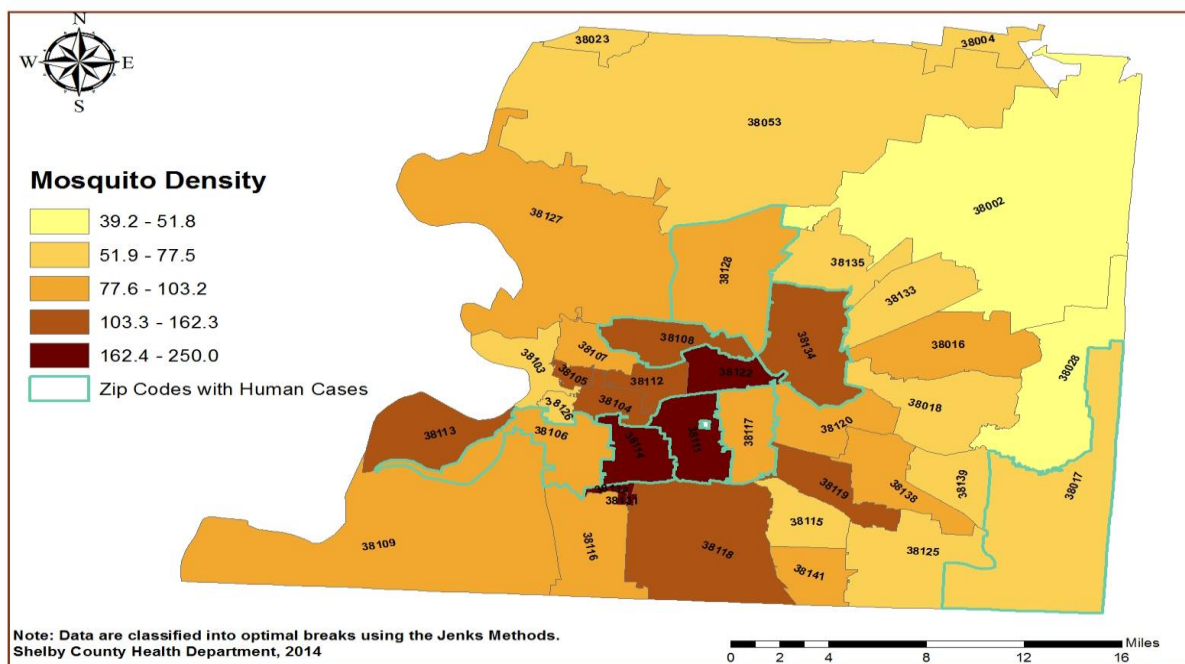 N
W
E
S
Mosquito Density
39.2 - 51.8
51.9 - 77.5
77.6 - 103.2
103.3 - 162.3
162.4 - 250.0
Zip Codes with Human Cases
38023
38004
38053
38002
38127
38128
38135
38133
38134
38016
38108
38107
38103
38105
38112
38122
38028
38104
38126
38018
38113
38106
38114
38111
38117
38120
38119
38138
38139
38017
38131
38115
38125
38109
38116
38118
38141
Note: Data are classified into optimal breaks using the Jenks Methods.
Shelby County Health Department, 2014
Miles
0 2 4 8 12 16